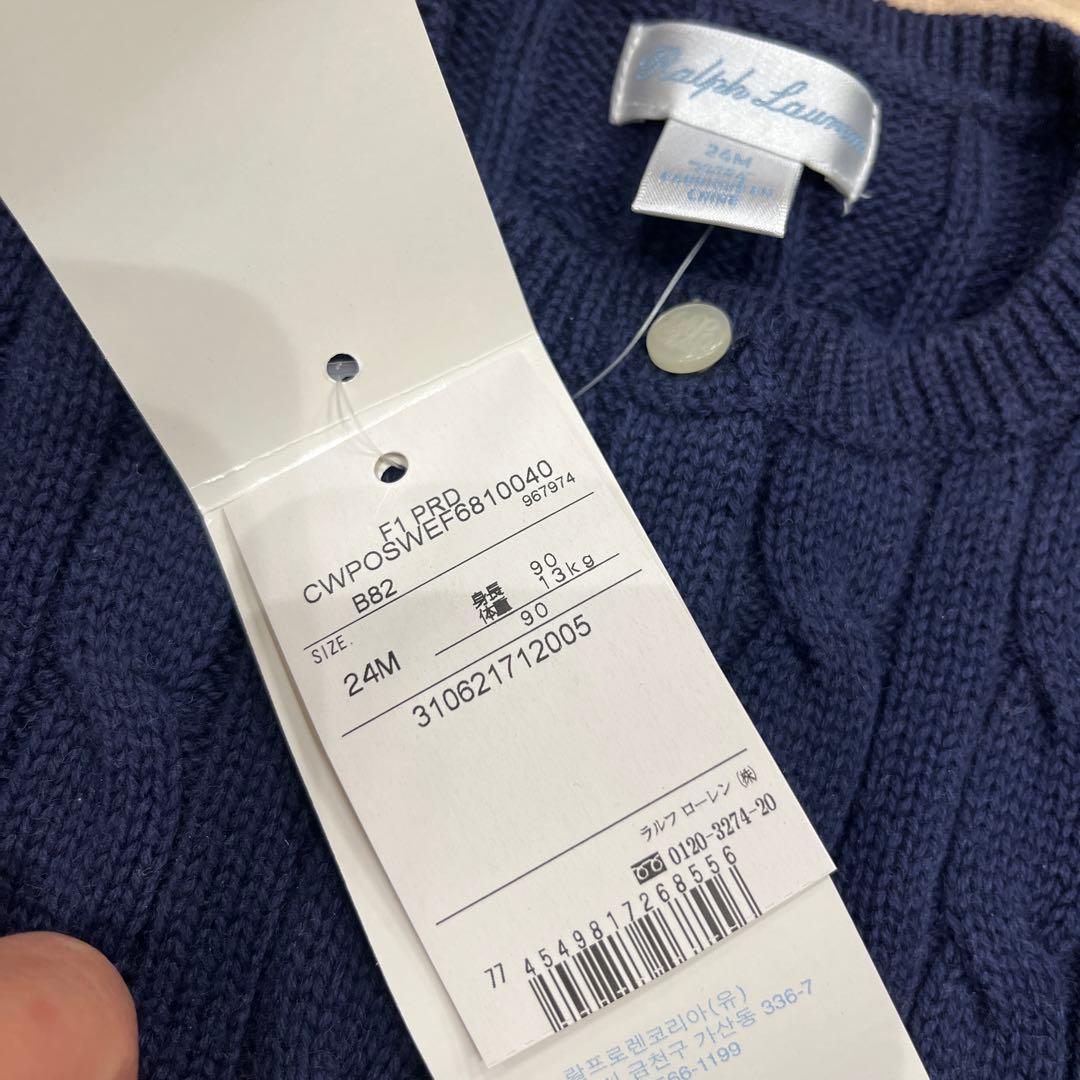 Ralph Lauren
24M
CHINE
F1 PRD
CWPOSWEF6810040
B82
967974
SIZE.
24M
身長 90
体重 13kg
90
310621712005
ラルフ ローレン (株)
0120-3274-20
77 4549817268556
랄프로렌코리아(유)
금천구 가산동 336-7
66-1199